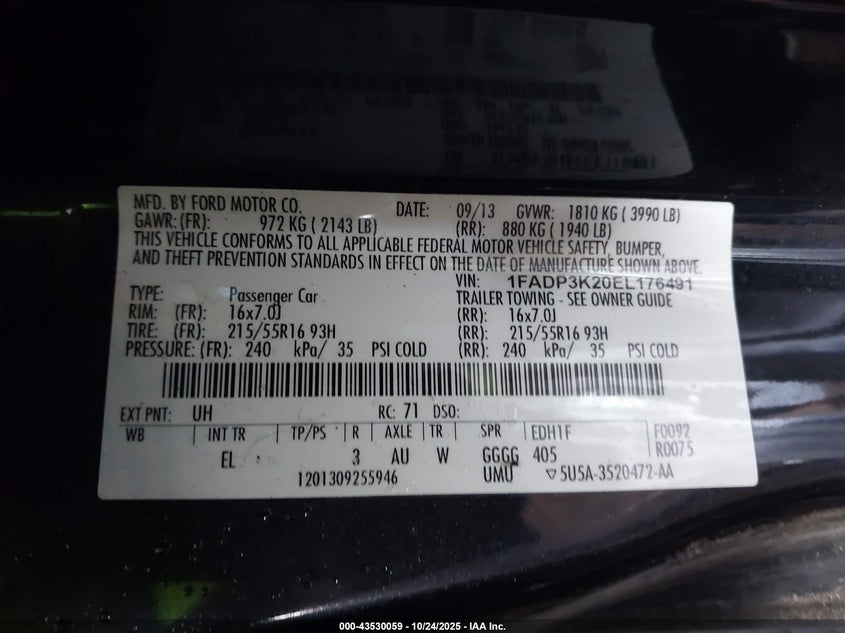 MFD. BY FORD MOTOR CO. DATE: 09/13 GVWR: 1810 KG ( 3990 LB)
GAWR: (FR): 972 KG ( 2143 LB) (RR): 880 KG ( 1940 LB)
THIS VEHICLE CONFORMS TO ALL APPLICABLE FEDERAL MOTOR VEHICLE SAFETY, BUMPER,
AND THEFT PREVENTION STANDARDS IN EFFECT ON THE DATE OF MANUFACTURE SHOWN ABOVE.
VIN: 1FADP3K20EL176491
TYPE: Passenger Car TRAILER TOWING - SEE OWNER GUIDE
RIM: (FR): 16x7.0J (RR): 16x7.0J
TIRE: (FR): 215/55R16 93H (RR): 215/55R16 93H
PRESSURE: (FR): 240 kPa/ 35 PSI COLD (RR): 240 kPa/ 35 PSI COLD
EXT PNT: UH RC: 71 DSO:
WB INT TR TP/PS R AXLE TR SPR EDH1F F0092
EL 3 AU W GGGG 405 R0075
1201309255946 UMU ▽5U5A-3520472-AA
000-43530059 - 10/24/2025 - IAA Inc.